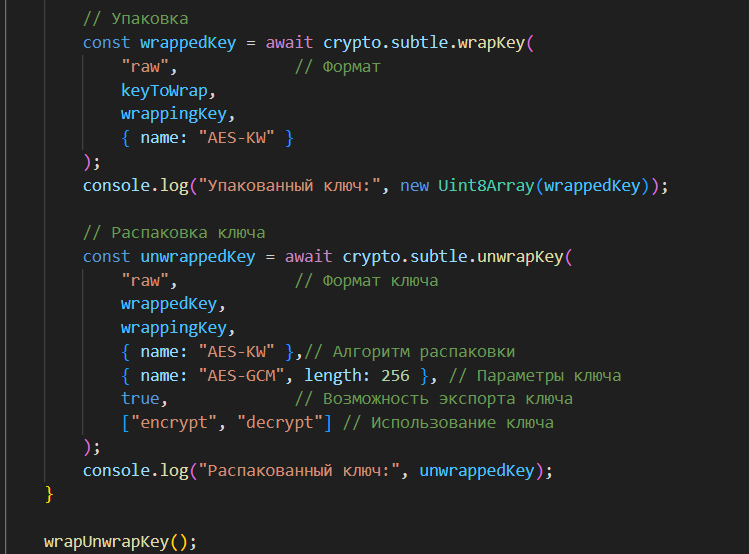 // Упаковка
const wrappedKey = await crypto.subtle.wrapKey(
"raw", // Формат
keyToWrap,
wrappingKey,
{ name: "AES-KW" }
);
console.log("Упакованный ключ:", new Uint8Array(wrappedKey));
// Распаковка ключа
const unwrappedKey = await crypto.subtle.unwrapKey(
"raw", // Формат ключа
wrappedKey,
wrappingKey,
{ name: "AES-KW" },// Алгоритм распаковки
{ name: "AES-GCM", length: 256 }, // Параметры ключа
true, // Возможность экспорта ключа
["encrypt", "decrypt"] // Использование ключа
);
console.log("Распакованный ключ:", unwrappedKey);
}
wrapUnwrapKey();